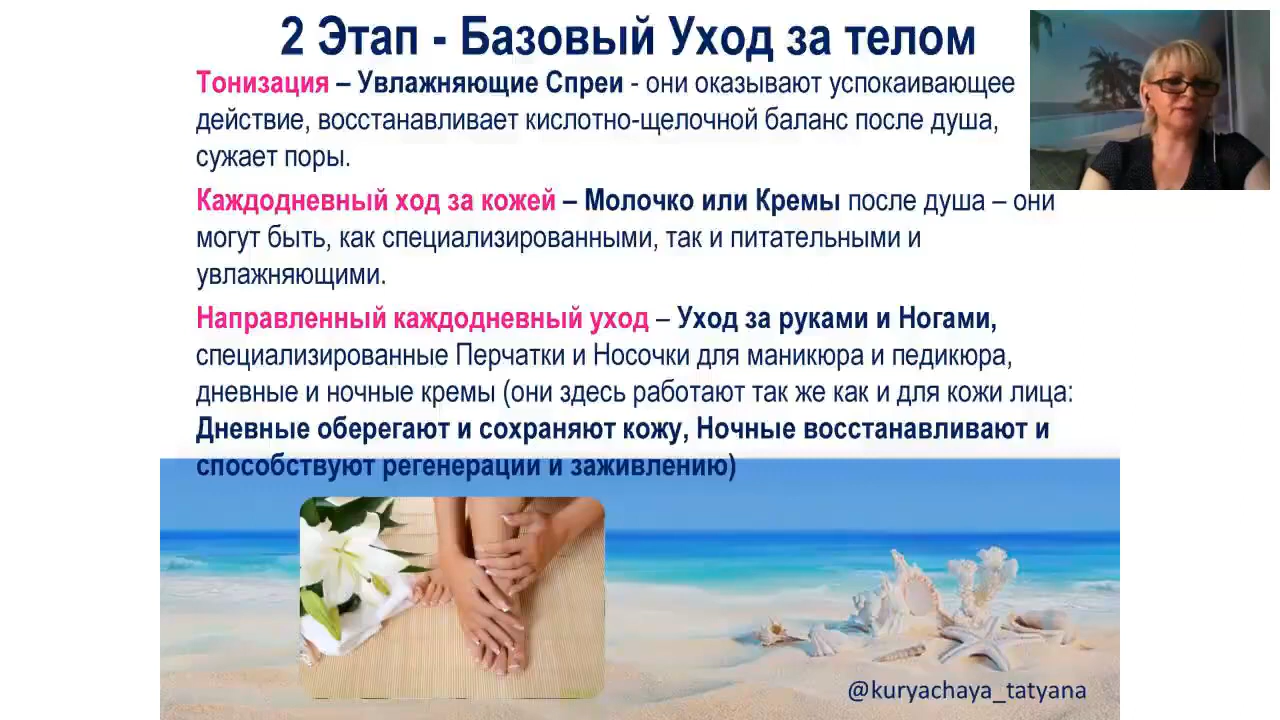 2 Этап - Базовый Уход за телом
Тонизация – Увлажняющие Спреи - они оказывают успокаивающее
действие, восстанавливает кислотно-щелочной баланс после душа,
сужает поры.
Каждодневный ход за кожей – Молочко или Кремы после душа – они
могут быть, как специализированными, так и питательными и
увлажняющими.
Направленный каждодневный уход – Уход за руками и Ногами,
специализированные Перчатки и Носочки для маникюра и педикюра,
дневные и ночные кремы (они здесь работают так же как и для кожи лица:
Дневные оберегают и сохраняют кожу, Ночные восстанавливают и
способствуют регенерации и заживлению)
@kuryachaya_tatyana